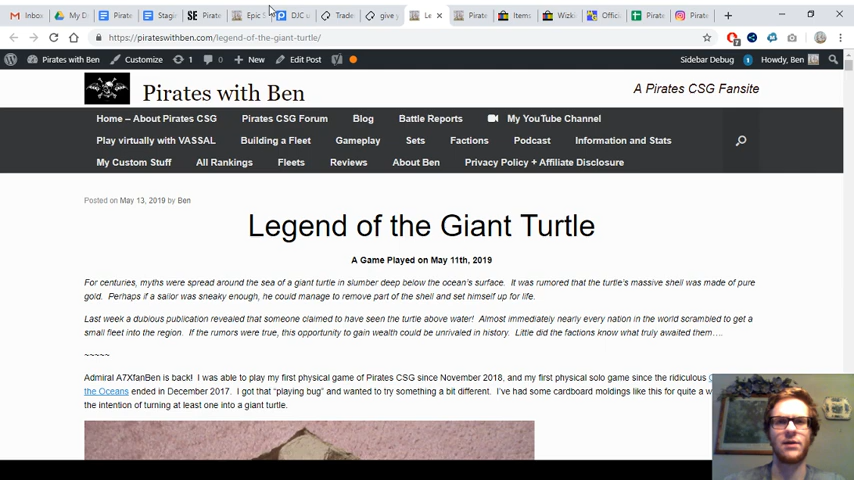 Inbox My D Pirate Stagi SE Pirate Epic S DJC u Trade give y Le Pirate Items Wizki Offici Pirate Pirate
https://pirateswithben.com/legend-of-the-giant-turtle/
Pirates with Ben Customize 1 0 New Edit Post Sidebar Debug 1 Howdy, Ben
Pirates with Ben A Pirates CSG Fansite
Home – About Pirates CSG Pirates CSG Forum Blog Battle Reports My YouTube Channel
Play virtually with VASSAL Building a Fleet Gameplay Sets Factions Podcast Information and Stats
My Custom Stuff All Rankings Fleets Reviews About Ben Privacy Policy + Affiliate Disclosure
Posted on May 13, 2019 by Ben
Legend of the Giant Turtle
A Game Played on May 11th, 2019
For centuries, myths were spread around the sea of a giant turtle in slumber deep below the ocean's surface. It was rumored that the turtle's massive shell was made of pure
gold. Perhaps if a sailor was sneaky enough, he could manage to remove part of the shell and set himself up for life.
Last week a dubious publication revealed that someone claimed to have seen the turtle above water! Almost immediately nearly every nation in the world scrambled to get a
small fleet into the region. If the rumors were true, this opportunity to gain wealth could be unrivaled in history. Little did the factions know what truly awaited them….
~~~~~
Admiral A7XfanBen is back! I was able to play my first physical game of Pirates CSG since November 2018, and my first physical solo game since the ridiculous
the Oceans ended in December 2017. I got that "playing bug" and wanted to try something a bit different. I've had some cardboard moldings like this for quite a
the intention of turning at least one into a giant turtle.